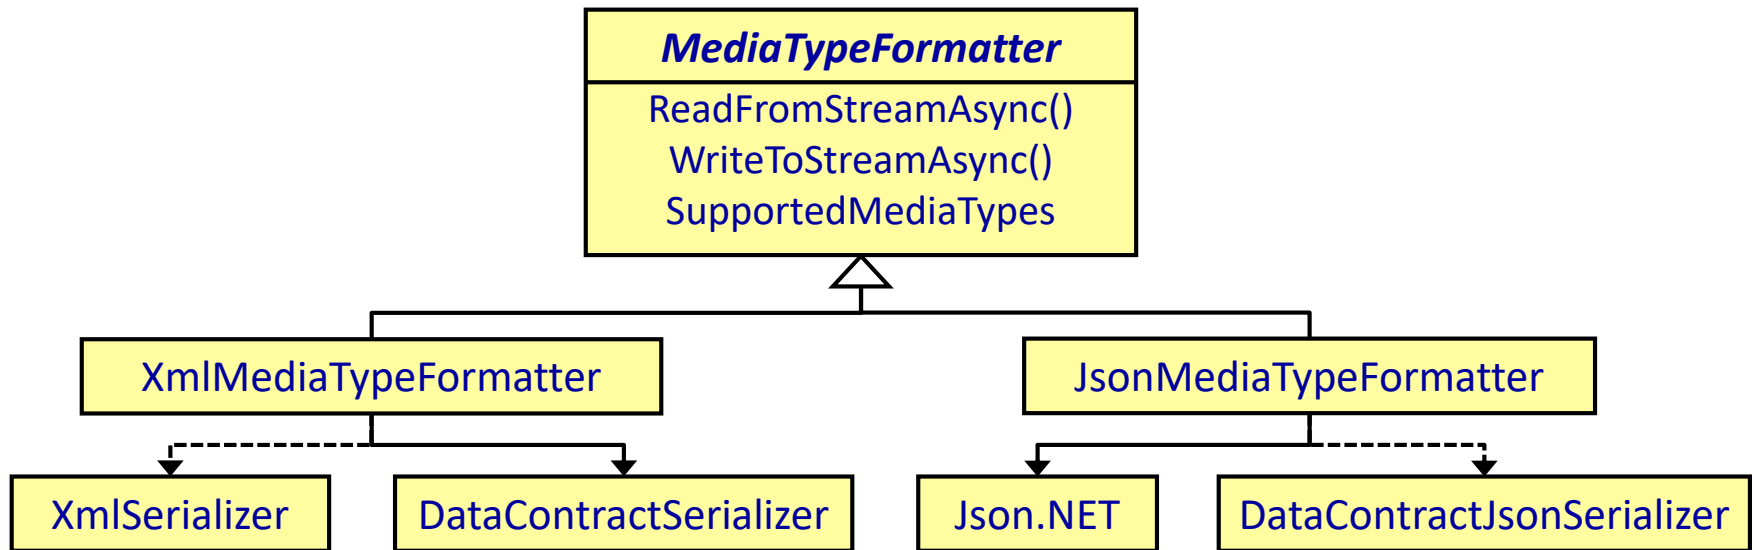 MediaTypeFormatter
ReadFromStreamAsync()
WriteToStreamAsync()
SupportedMediaTypes
XmlMediaTypeFormatter
JsonMediaTypeFormatter
XmlSerializer
DataContractSerializer
Json.NET
DataContractJsonSerializer